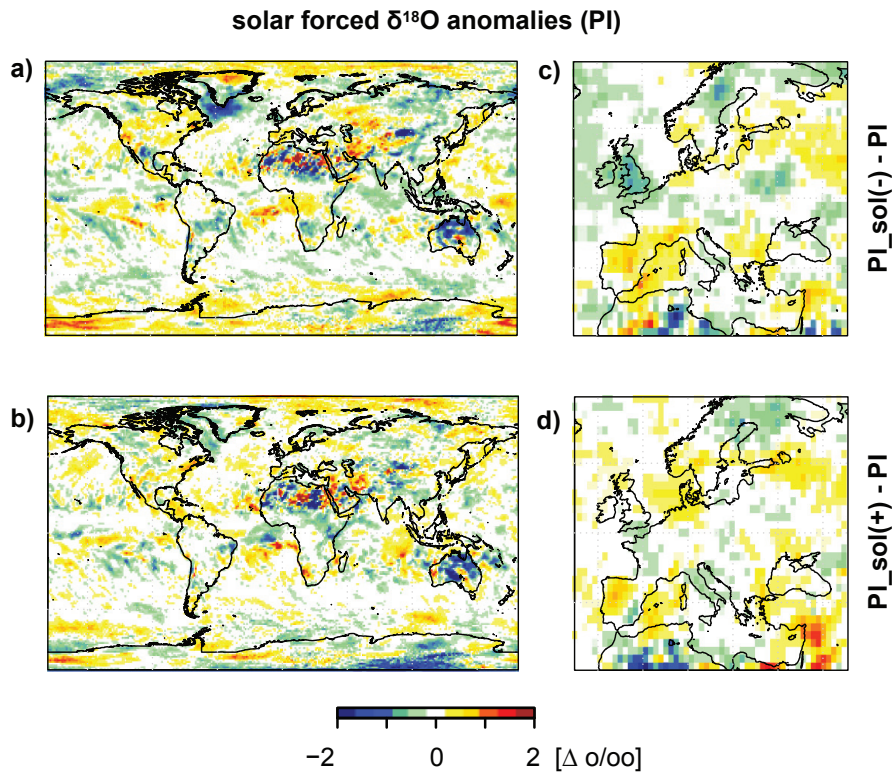 solar forced δ¹⁸O anomalies (PI)
a)
c)
PI_sol(-) - PI
b)
d)
PI_sol(+) - PI
−2 0 2 [Δ o/oo]